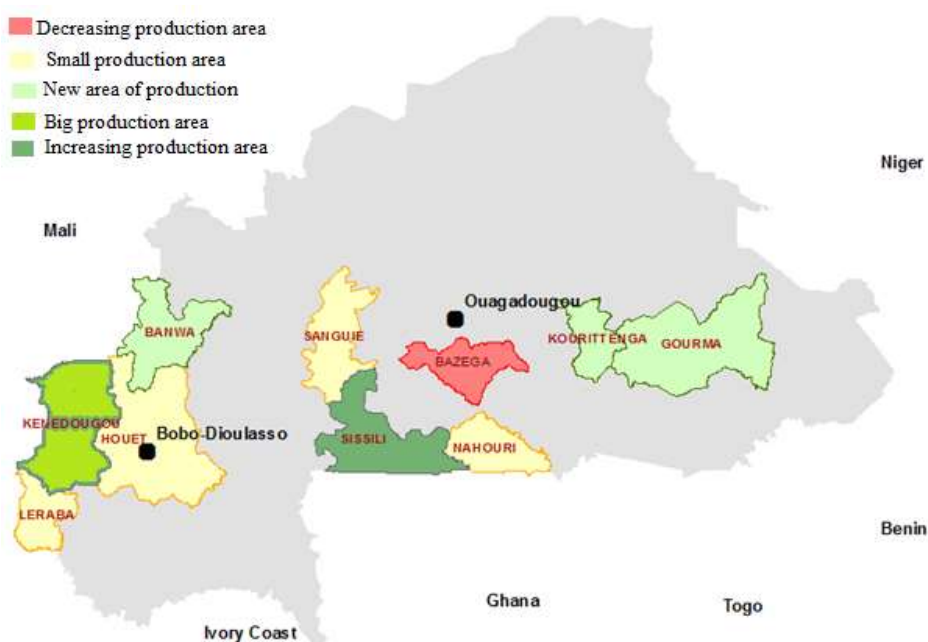 Decreasing production area
Small production area
New area of production
Big production area
Increasing production area
Niger
Mali
Ouagadougou
BANWA
SANGUIE
KOURITTENGA
GOURMA
BAZEGA
KENEDOUGOU
HOUET
Bobo-Dioulasso
SISSILI
NAHOURI
LERABA
Benin
Ghana
Togo
Ivory Coast